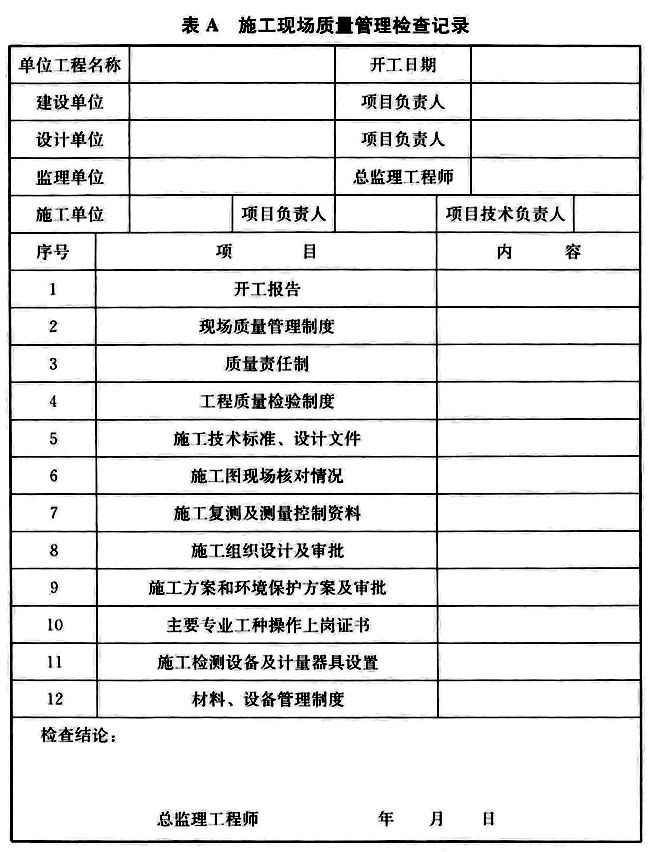 表 A 施工现场质量管理检查记录
单位工程名称 开工日期
建设单位 项目负责人
设计单位 项目负责人
监理单位 总监理工程师
施工单位 项目负责人 项目技术负责人
序号 项 目 内 容
1 开工报告
2 现场质量管理制度
3 质量责任制
4 工程质量检验制度
5 施工技术标准、设计文件
6 施工图现场核对情况
7 施工复测及测量控制资料
8 施工组织设计及审批
9 施工方案和环境保护方案及审批
10 主要专业工种操作上岗证书
11 施工检测设备及计量器具设置
12 材料、设备管理制度
检查结论：
总监理工程师 年 月 日